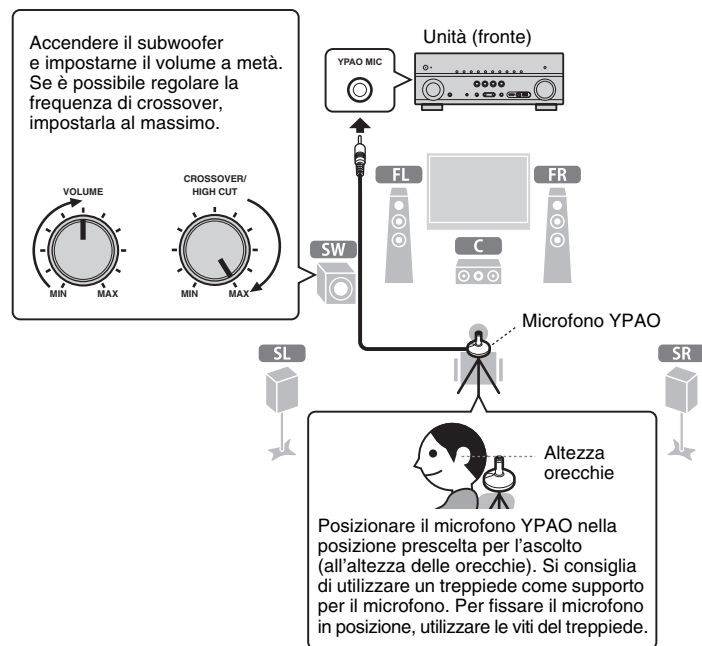 Accendere il subwoofer
e impostarne il volume a metà.
Se è possibile regolare la
frequenza di crossover,
impostarla al massimo.
VOLUME
MIN
MAX
CROSSOVER/
HIGH CUT
MIN
MAX
Unità (fronte)
YPAO MIC
FL
FR
C
SW
SL
SR
Microfono YPAO
Altezza
orecchie
Posizionare il microfono YPAO nella
posizione prescelta per l'ascolto
(all'altezza delle orecchie). Si consiglia
di utilizzare un treppiede come supporto
per il microfono. Per fissare il microfono
in posizione, utilizzare le viti del treppiede.